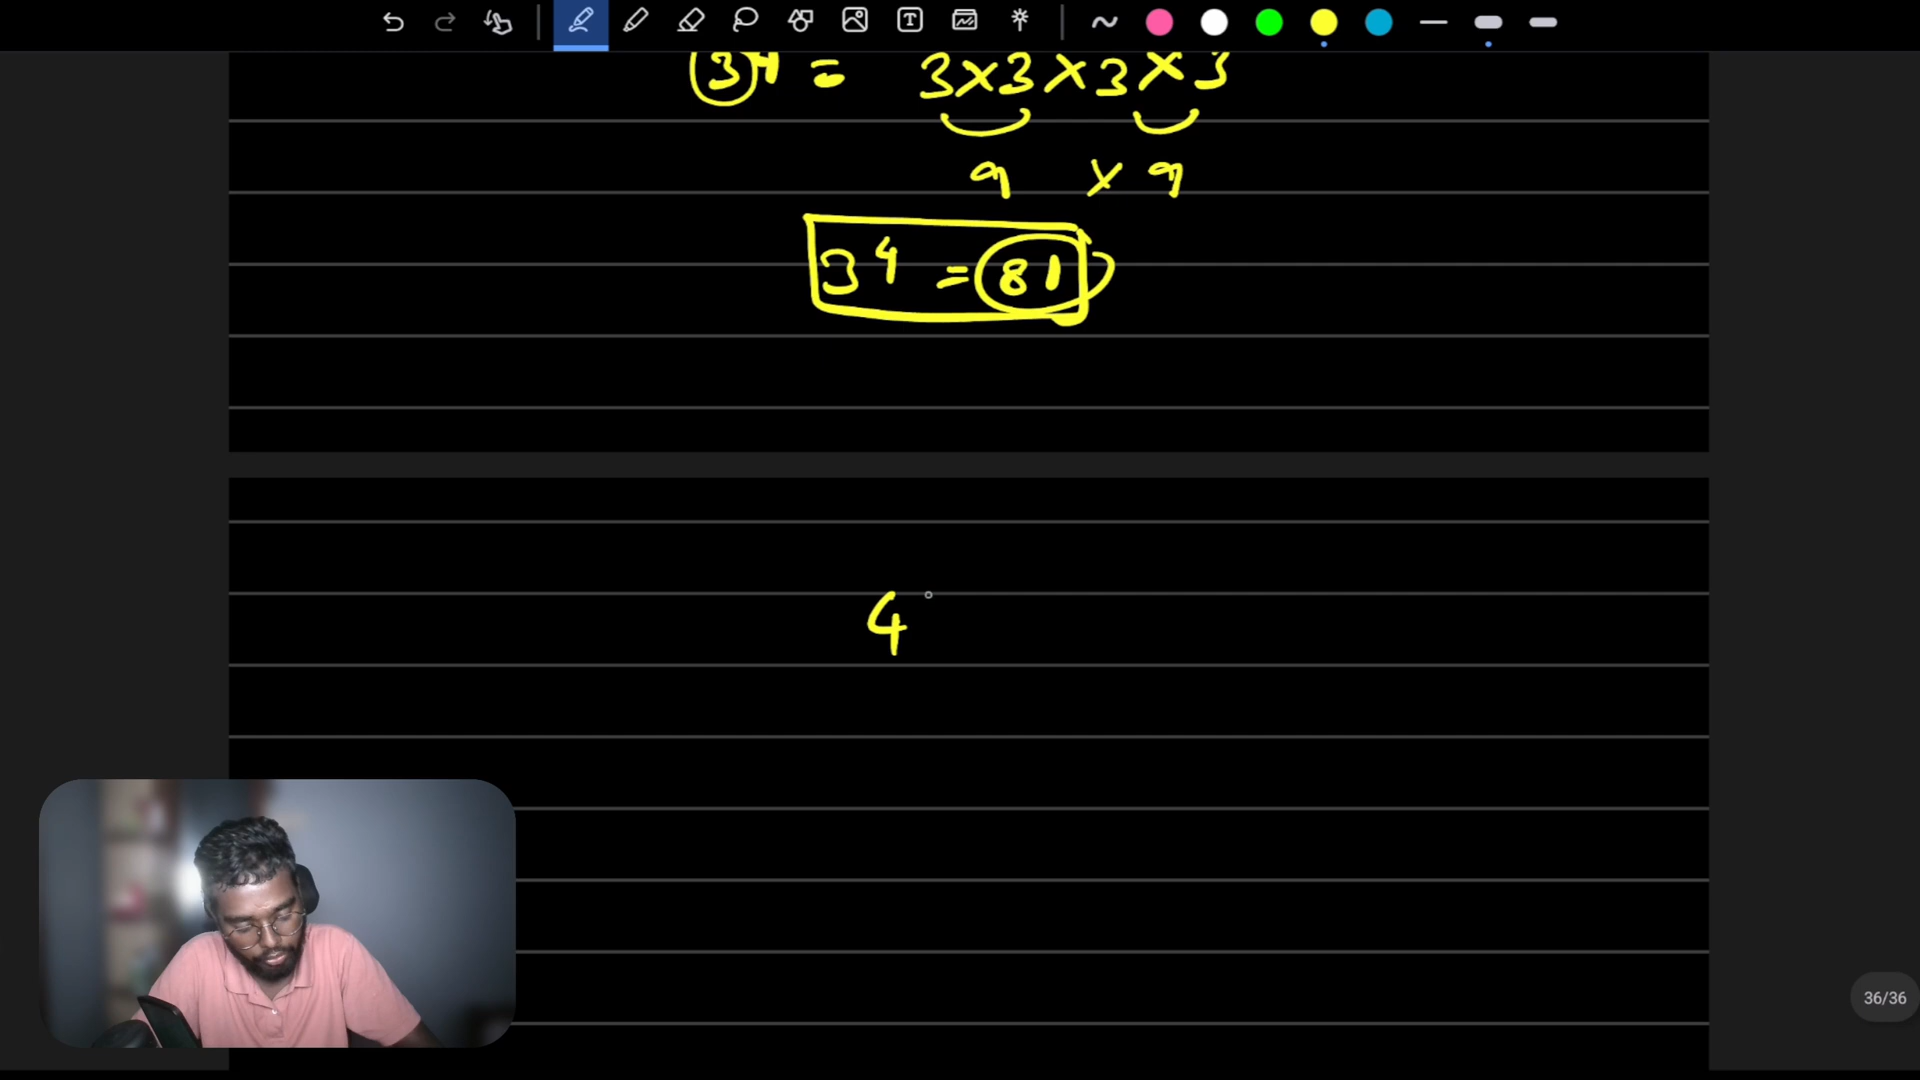 3⁴ = 3×3×3×3
9 × 9
3⁴ = 81
4
36/36